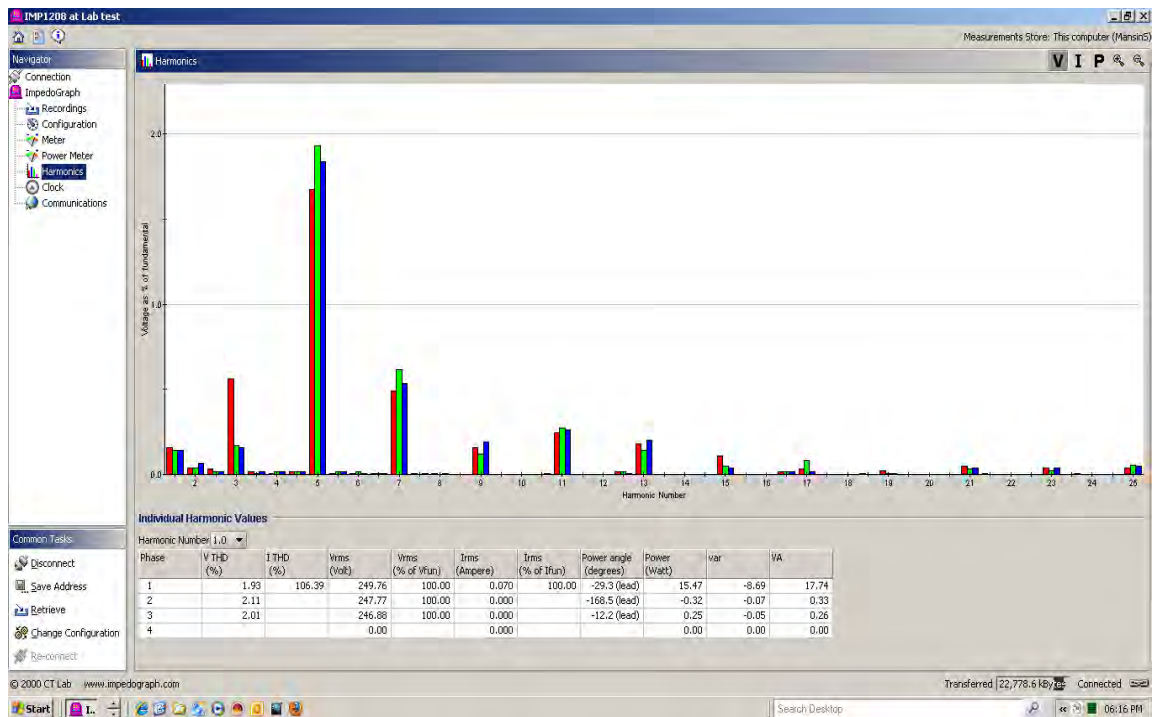 IMP1208 at Lab test
Measurements Store: This computer (Mansin5)
Navigator
Connection
ImpedoGraph
Recordings
Configuration
Meter
Power Meter
Harmonics
Clock
Communications
Harmonics
V I P
Voltage as % of fundamental
2.0
1.0
0.0
2 3 4 5 6 7 8 9 10 11 12 13 14 15 16 17 18 19 20 21 22 23 24 25
Harmonic Number
Individual Harmonic Values
Harmonic Number 1.0
Phase V THD (%) I THD (%) Vrms (Volt) Vrms (% of Vfun) Irms (Ampere) Irms (% of Ifun) Power angle (degrees) Power (Watt) var VA
1 1.93 106.39 249.76 100.00 0.070 100.00 -29.3 (lead) 15.47 -8.69 17.74
2 2.11 247.77 100.00 0.000 -168.5 (lead) -0.32 -0.07 0.33
3 2.01 246.88 100.00 0.000 -12.2 (lead) 0.25 -0.05 0.26
4 0.00 0.000 0.00 0.00 0.00
Common Tasks
Disconnect
Save Address
Retrieve
Change Configuration
Re-connect
© 2000 CT Lab www.impedograph.com
Transferred 22,778.6 kBytes Connected
Start I.. Search Desktop 06:16 PM